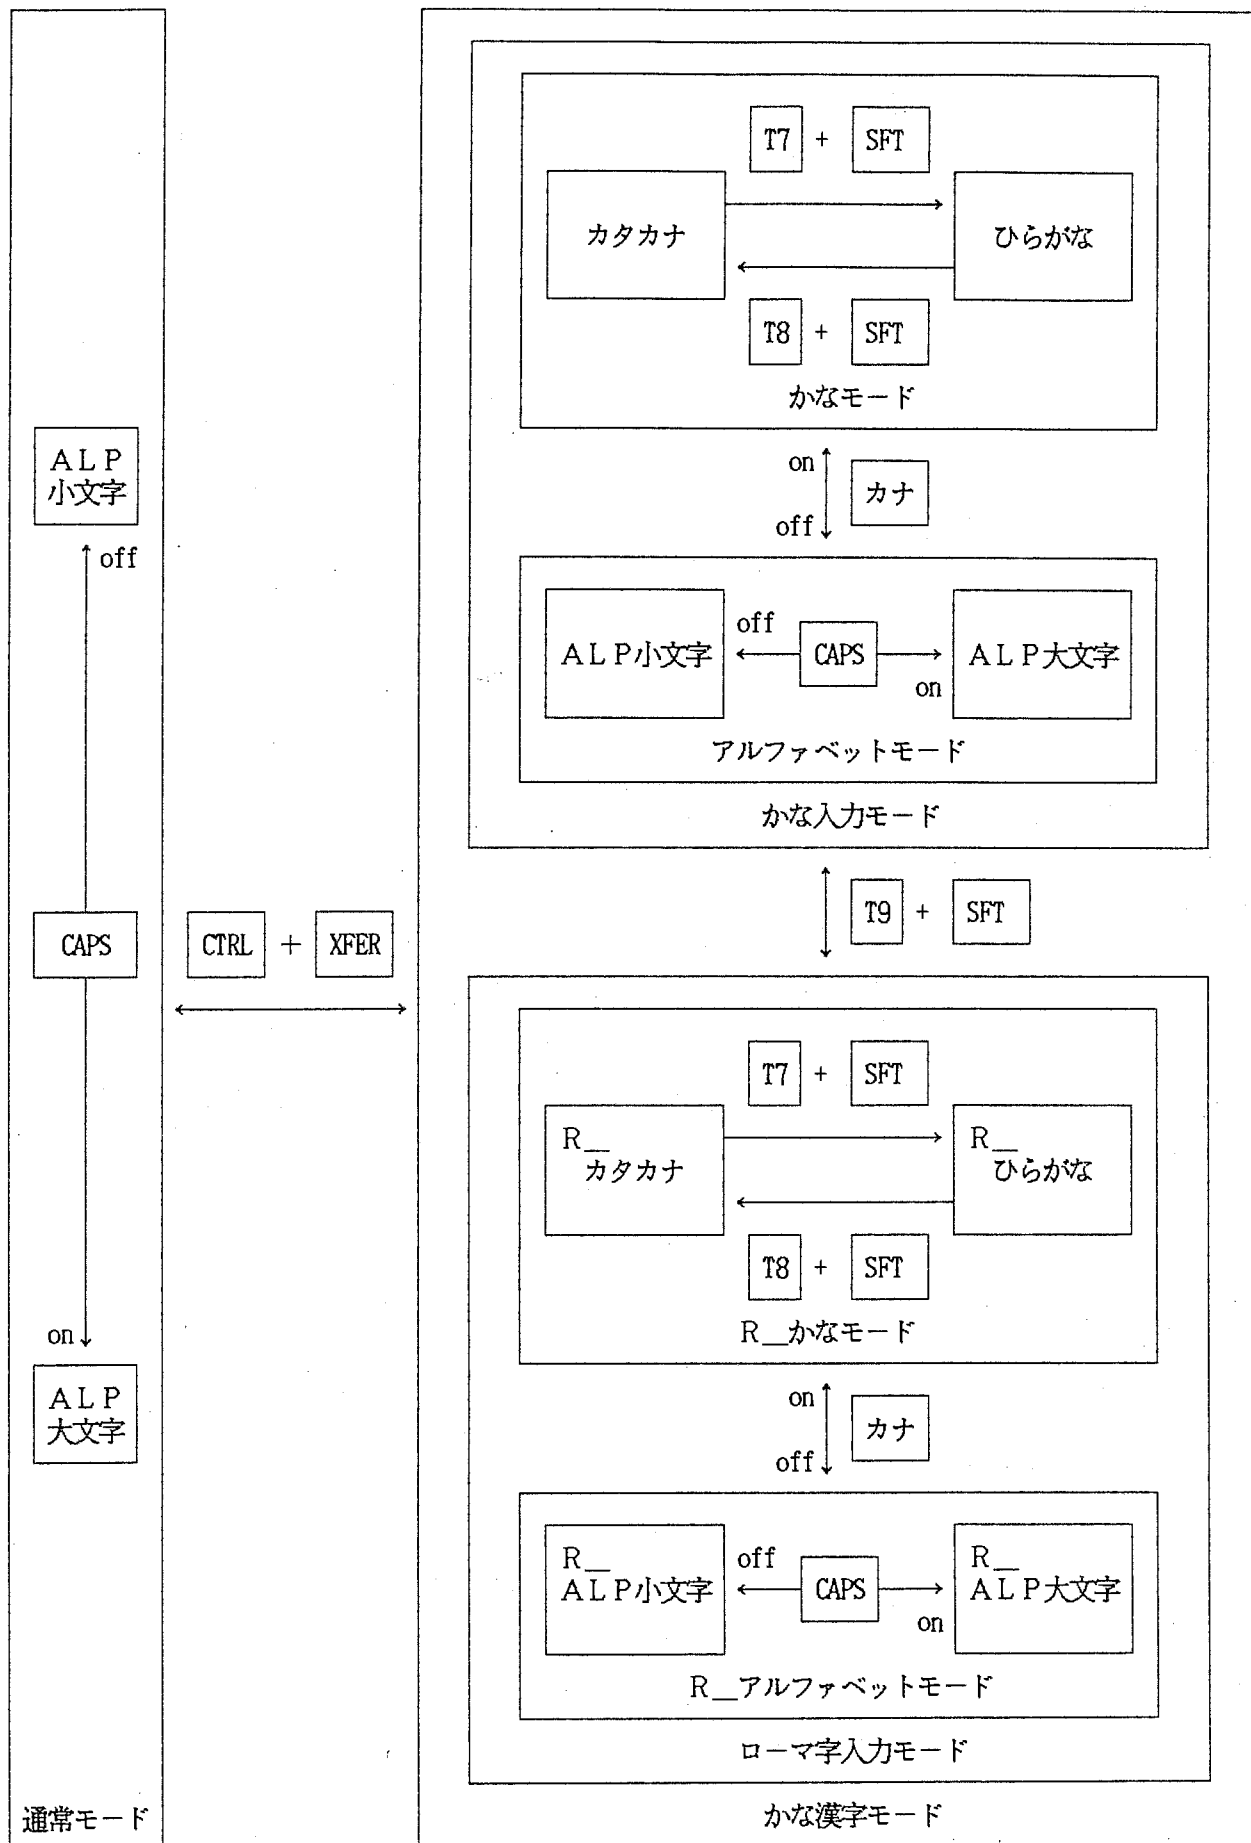 T7 + SFT
カタカナ
ひらがな
T8 + SFT
かなモード
on
カナ
off
ALP
小文字
off
ALP小文字
off
CAPS
on
ALP大文字
アルファベットモード
かな入力モード
T9 + SFT
CAPS
CTRL + XFER
T7 + SFT
R__
カタカナ
R__
ひらがな
T8 + SFT
R__かなモード
on
ALP
大文字
on
カナ
off
R__
ALP小文字
off
CAPS
on
R__
ALP大文字
R__アルファベットモード
ローマ字入力モード
通常モード
かな漢字モード